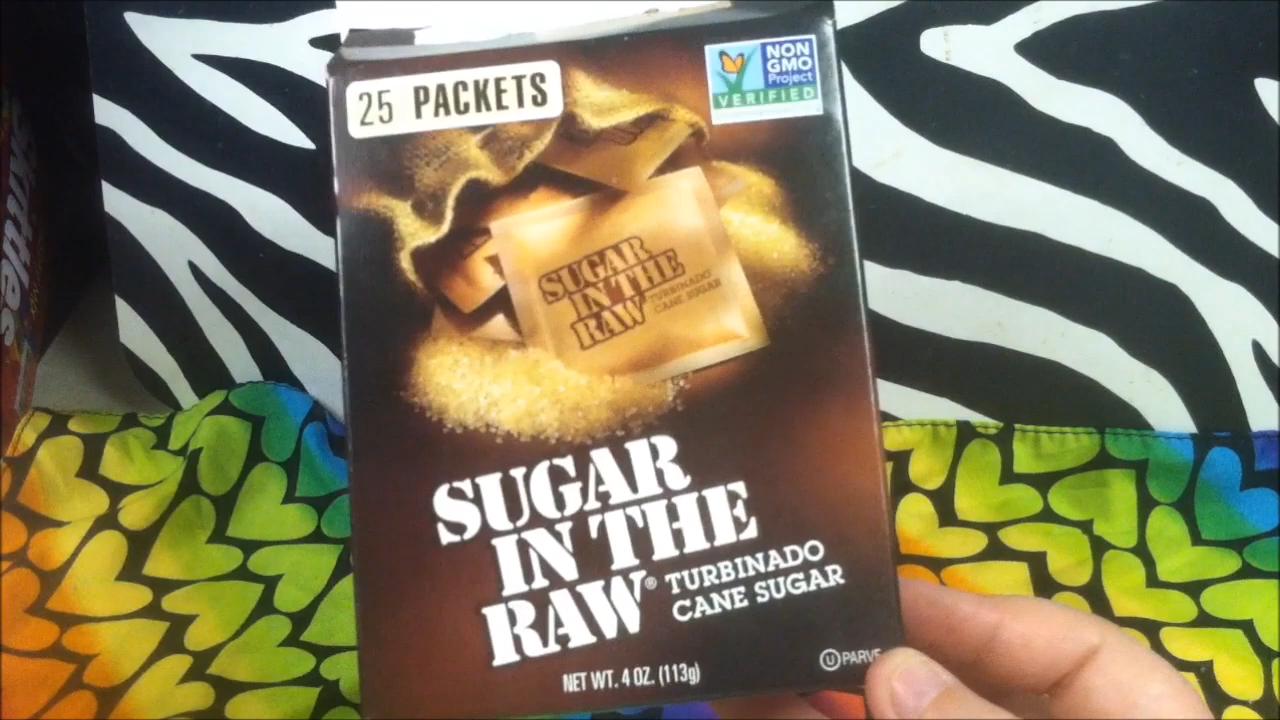 25 PACKETS
NON
GMO
Project
VERIFIED
SUGAR
IN THE
RAW
TURBINADO
CANE SUGAR
SUGAR
IN THE
RAW® TURBINADO
CANE SUGAR
NET WT. 4 OZ. (113g)
U PARVE
Skittles